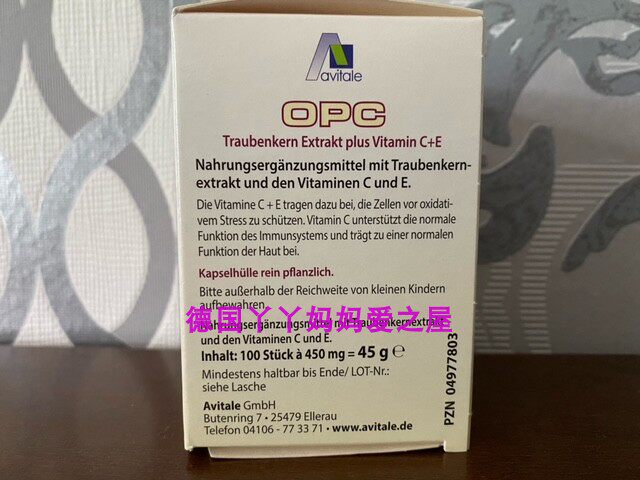 avitale
OPC
Traubenkern Extrakt plus Vitamin C+E
Nahrungsergänzungsmittel mit Traubenkern-
extrakt und den Vitaminen C und E.
Die Vitamine C + E tragen dazu bei, die Zellen vor oxidati-
vem Stress zu schützen. Vitamin C unterstützt die normale
Funktion des Immunsystems und trägt zu einer normalen
Funktion der Haut bei.
Kapselhülle rein pflanzlich.
Bitte außerhalb der Reichweite von kleinen Kindern
aufbewahren.
德国丫丫妈妈爱之屋
Nahrungsergänzungsmittel mit Traubenkernextrakt
und den Vitaminen C und E.
Inhalt: 100 Stück à 450 mg = 45 g ℮
Mindestens haltbar bis Ende/ LOT-Nr.:
siehe Lasche
Avitale GmbH
Butenring 7 • 25479 Ellerau
Telefon 04106 - 77 33 71 • www.avitale.de
PZN 04977803